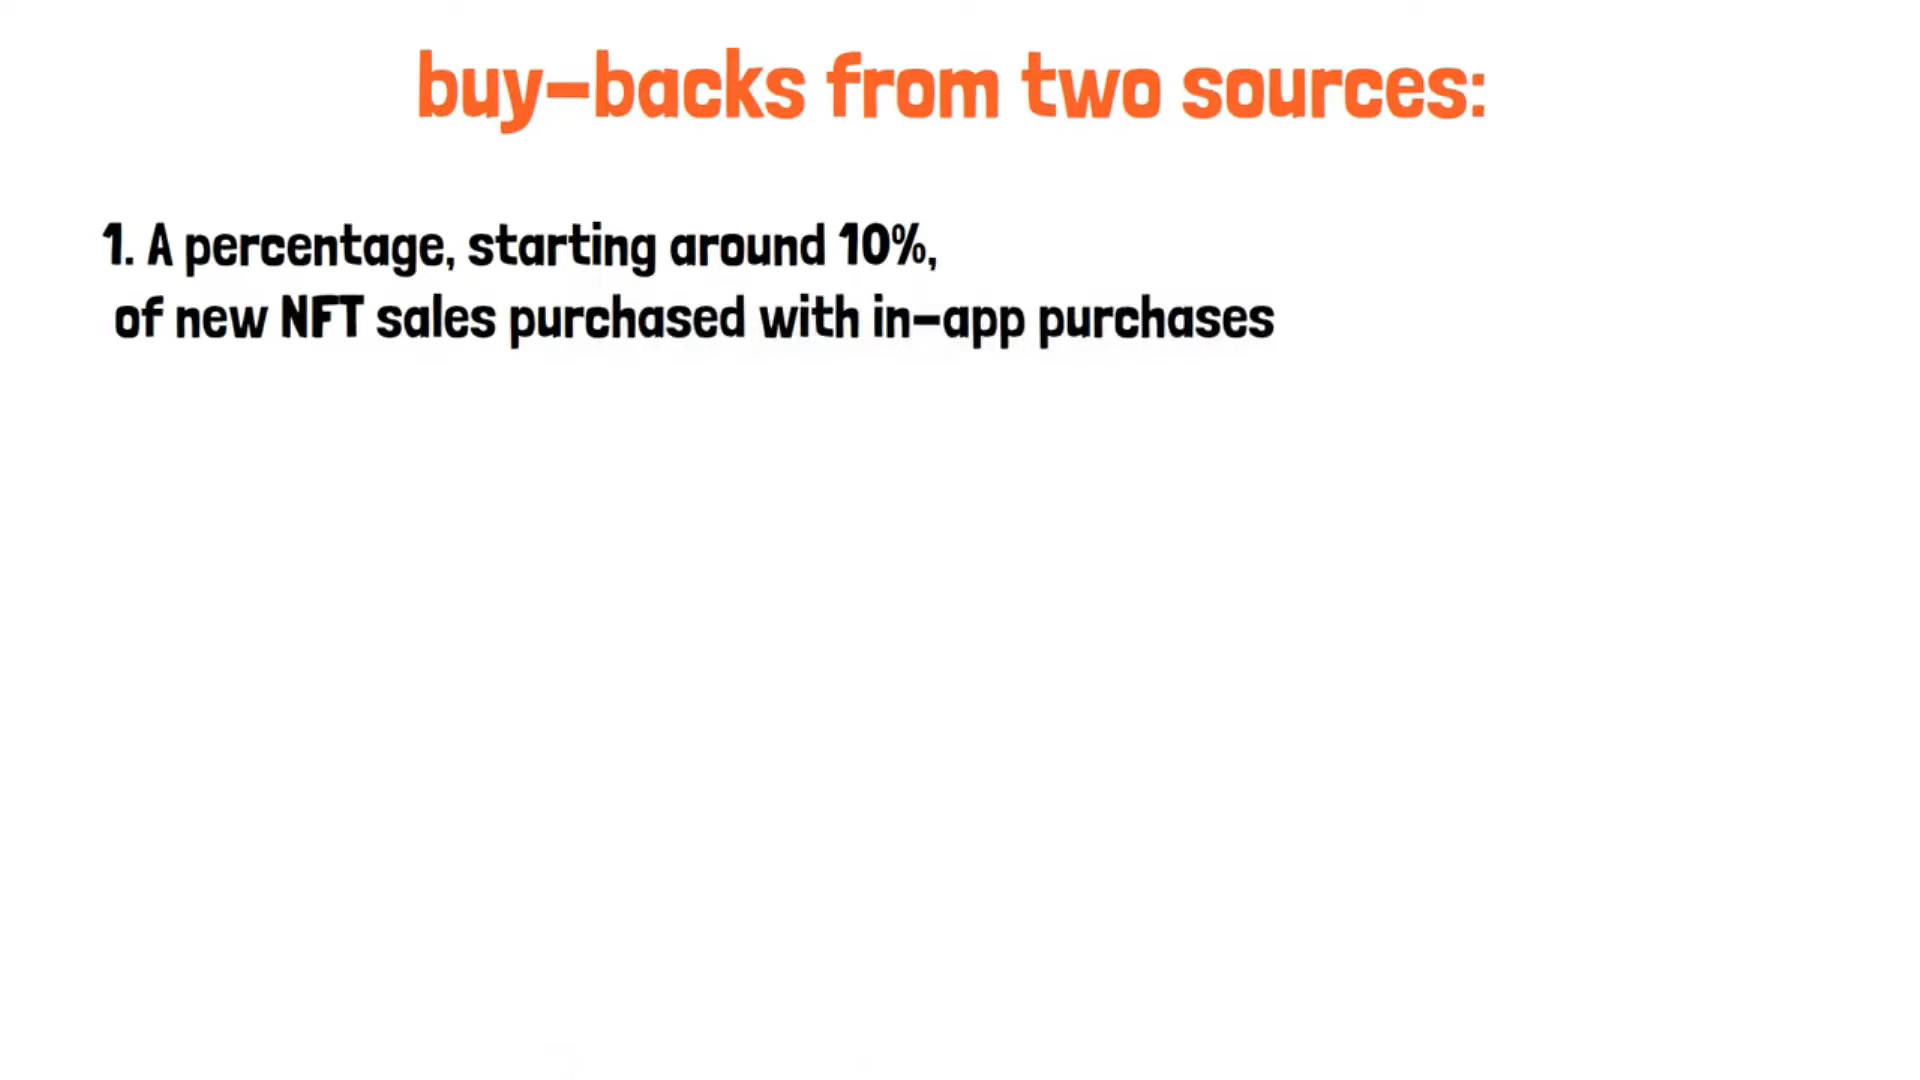 buy-backs from two sources:
1. A percentage, starting around 10%,
of new NFT sales purchased with in-app purchases